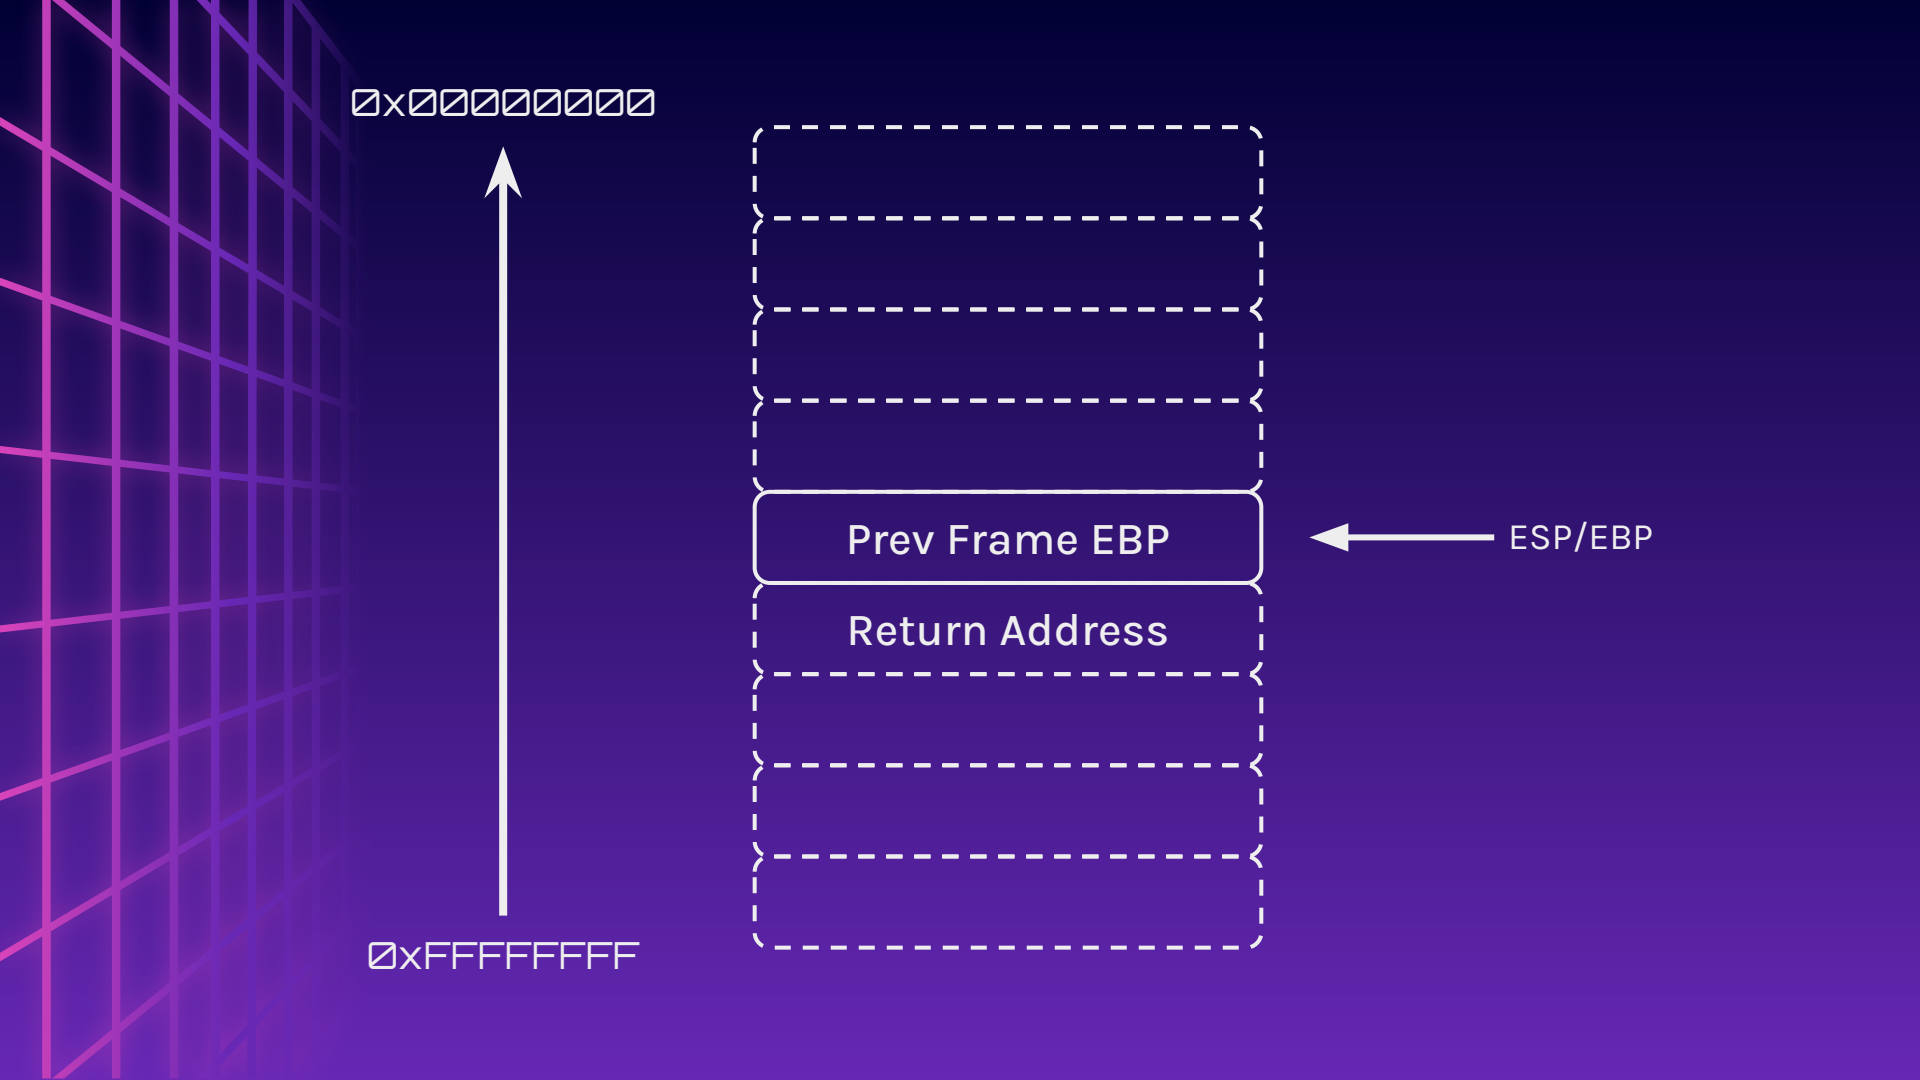 0x00000000
Prev Frame EBP
ESP/EBP
Return Address
0xFFFFFFFF